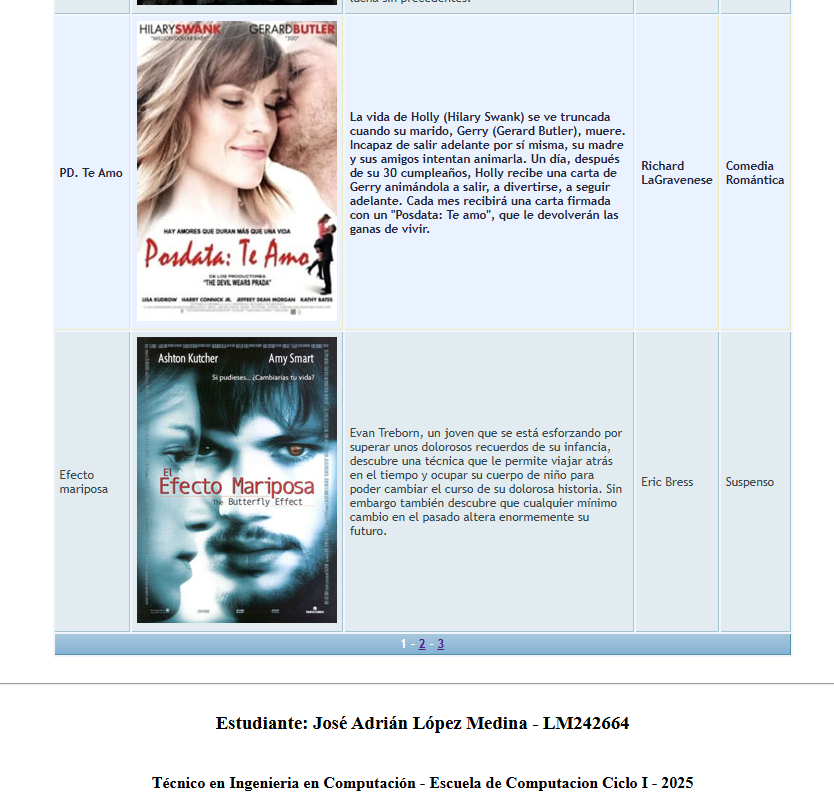 lucha sin precedentes.
PD. Te Amo
HILARY SWANK GERARD BUTLER
"MILLION DOLLAR BABY" "300"
HAY AMORES QUE DURAN MÁS QUE UNA VIDA
Posdata: Te Amo
DE LOS PRODUCTORES
"THE DEVIL WEARS PRADA"
LISA KUDROW HARRY CONNICK JR. JEFFREY DEAN MORGAN KATHY BATES
La vida de Holly (Hilary Swank) se ve truncada
cuando su marido, Gerry (Gerard Butler), muere.
Incapaz de salir adelante por sí misma, su madre
y sus amigos intentan animarla. Un día, después
de su 30 cumpleaños, Holly recibe una carta de
Gerry animándola a salir, a divertirse, a seguir
adelante. Cada mes recibirá una carta firmada
con un "Posdata: Te amo", que le devolverán las
ganas de vivir.
Richard
LaGravenese
Comedia
Romántica
Efecto
mariposa
Ashton Kutcher Amy Smart
Si pudieses... ¿Cambiarías tu vida?
El
Efecto Mariposa
The Butterfly Effect
Evan Treborn, un joven que se está esforzando por
superar unos dolorosos recuerdos de su infancia,
descubre una técnica que le permite viajar atrás
en el tiempo y ocupar su cuerpo de niño para
poder cambiar el curso de su dolorosa historia. Sin
embargo también descubre que cualquier mínimo
cambio en el pasado altera enormemente su
futuro.
Eric Bress
Suspenso
1 - 2 - 3
Estudiante: José Adrián López Medina - LM242664
Técnico en Ingenieria en Computación - Escuela de Computacion Ciclo I - 2025